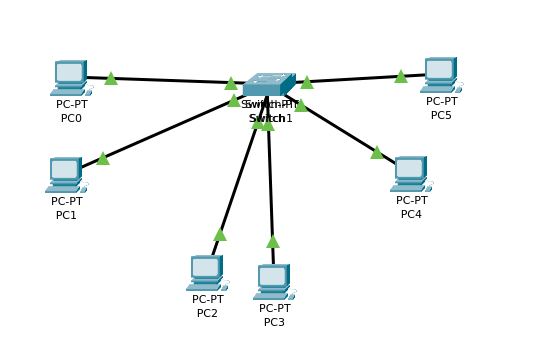 PC-PT
PC0
PC-PT
PC5
Switch-PT
Switch1
PC-PT
PC1
PC-PT
PC4
PC-PT
PC2
PC-PT
PC3